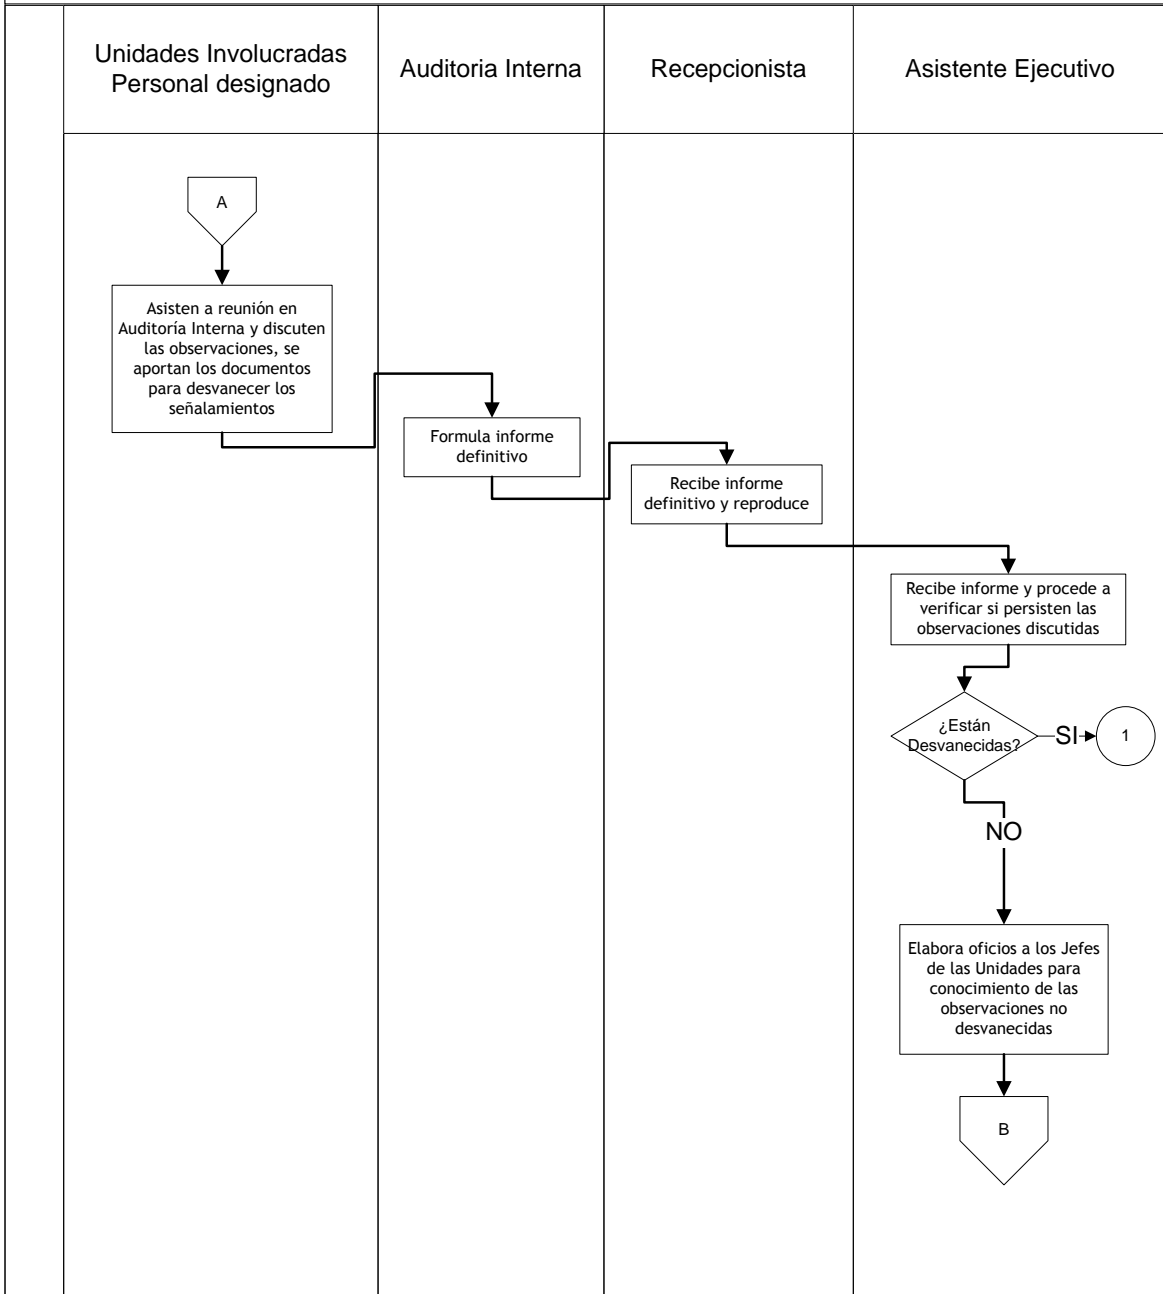 Unidades Involucradas
Personal designado
Auditoria Interna
Recepcionista
Asistente Ejecutivo
A
Asisten a reunión en
Auditoría Interna y discuten
las observaciones, se
aportan los documentos
para desvanecer los
señalamientos
Formula informe
definitivo
Recibe informe
definitivo y reproduce
Recibe informe y procede a
verificar si persisten las
observaciones discutidas
¿Están
Desvanecidas?
SI
1
NO
Elabora oficios a los Jefes
de las Unidades para
conocimiento de las
observaciones no
desvanecidas
B